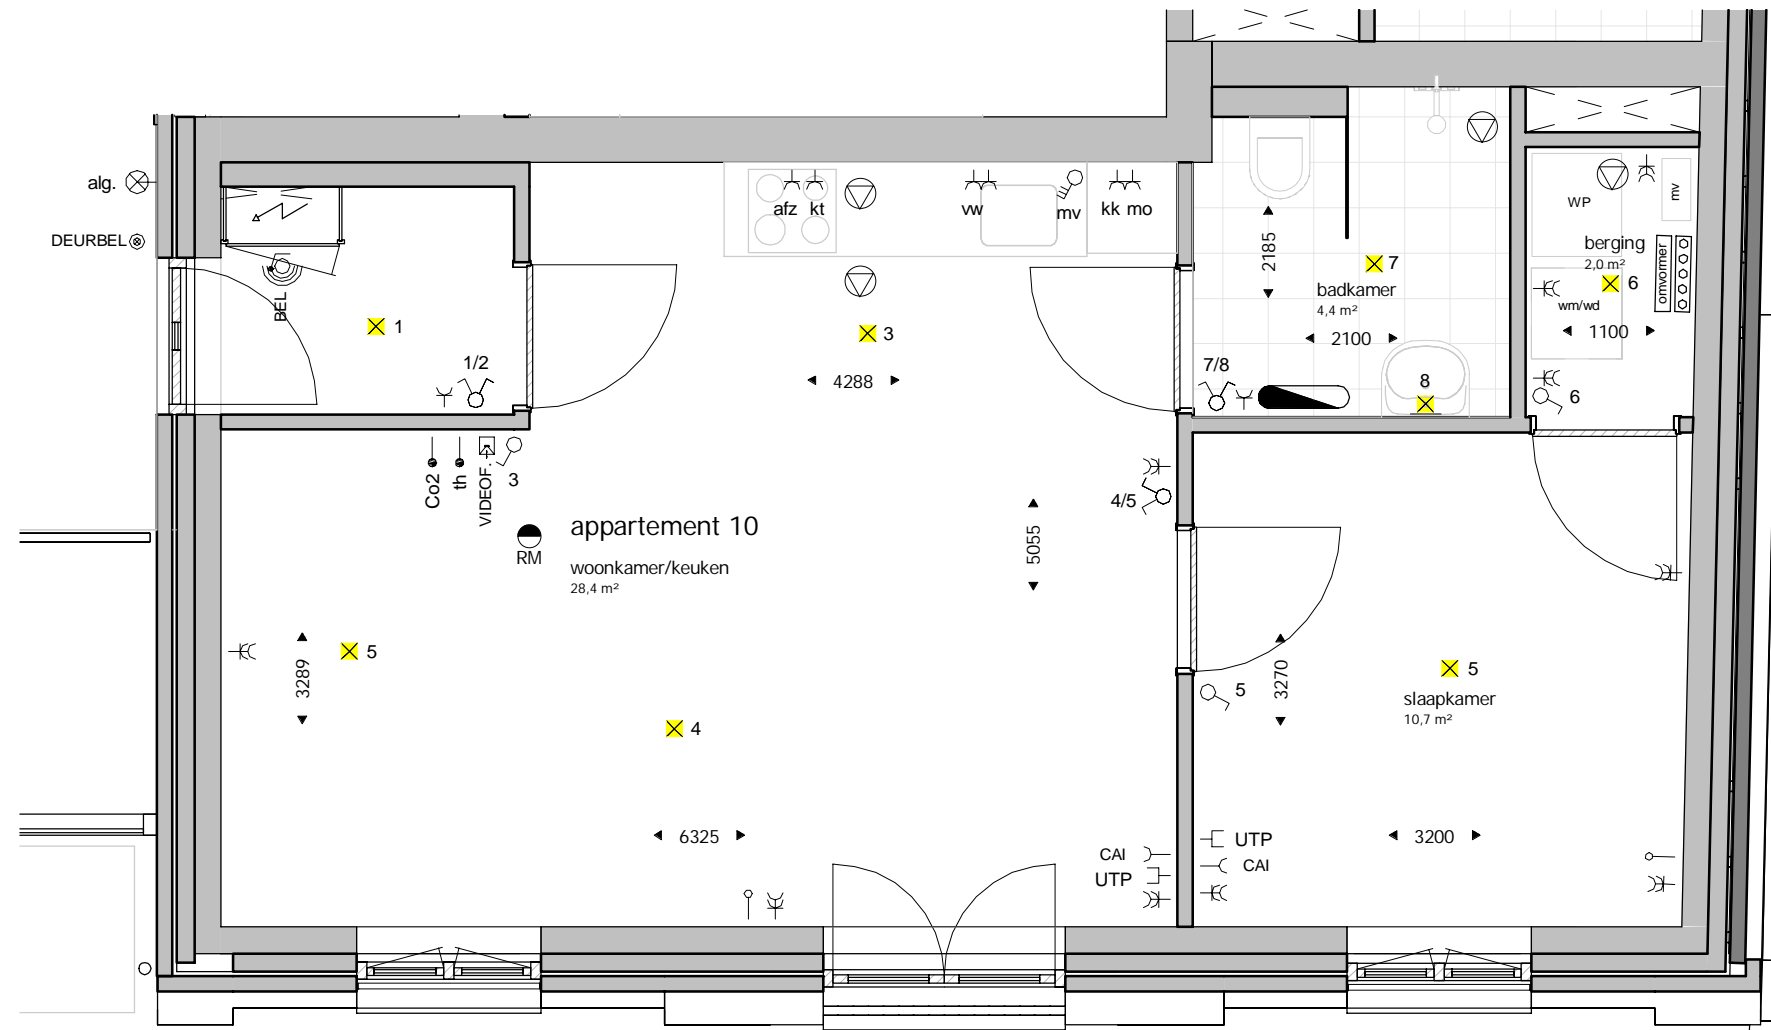 alg.
DEURBEL
BEL
1
1/2
afz kt
vw
mv
kk mo
3
4288
2185
7
badkamer
4,4 m²
2100
7/8
8
WP
mv
berging
2,0 m²
6
omvormer
wm/wd
1100
6
Co2
th
VIDEOF.
3
RM
appartement 10
woonkamer/keuken
28,4 m²
4/5
5055
3289
5
4
6325
CAI
UTP
5
3270
5
slaapkamer
10,7 m²
UTP
CAI
3200